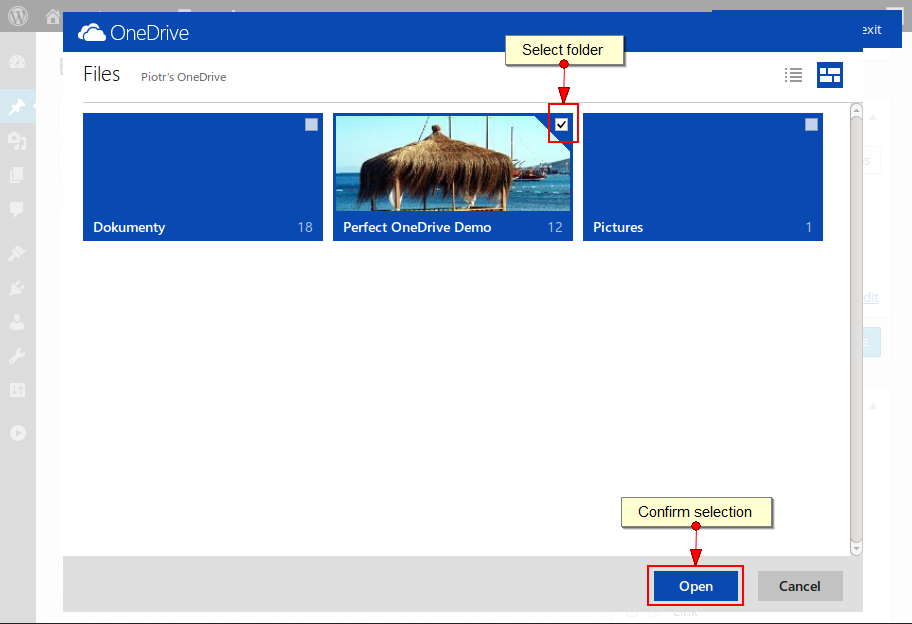 OneDrive
exit
Select folder
Files
Piotr's OneDrive
Dokumenty 18
Perfect OneDrive Demo 12
Pictures 1
Confirm selection
Open
Cancel